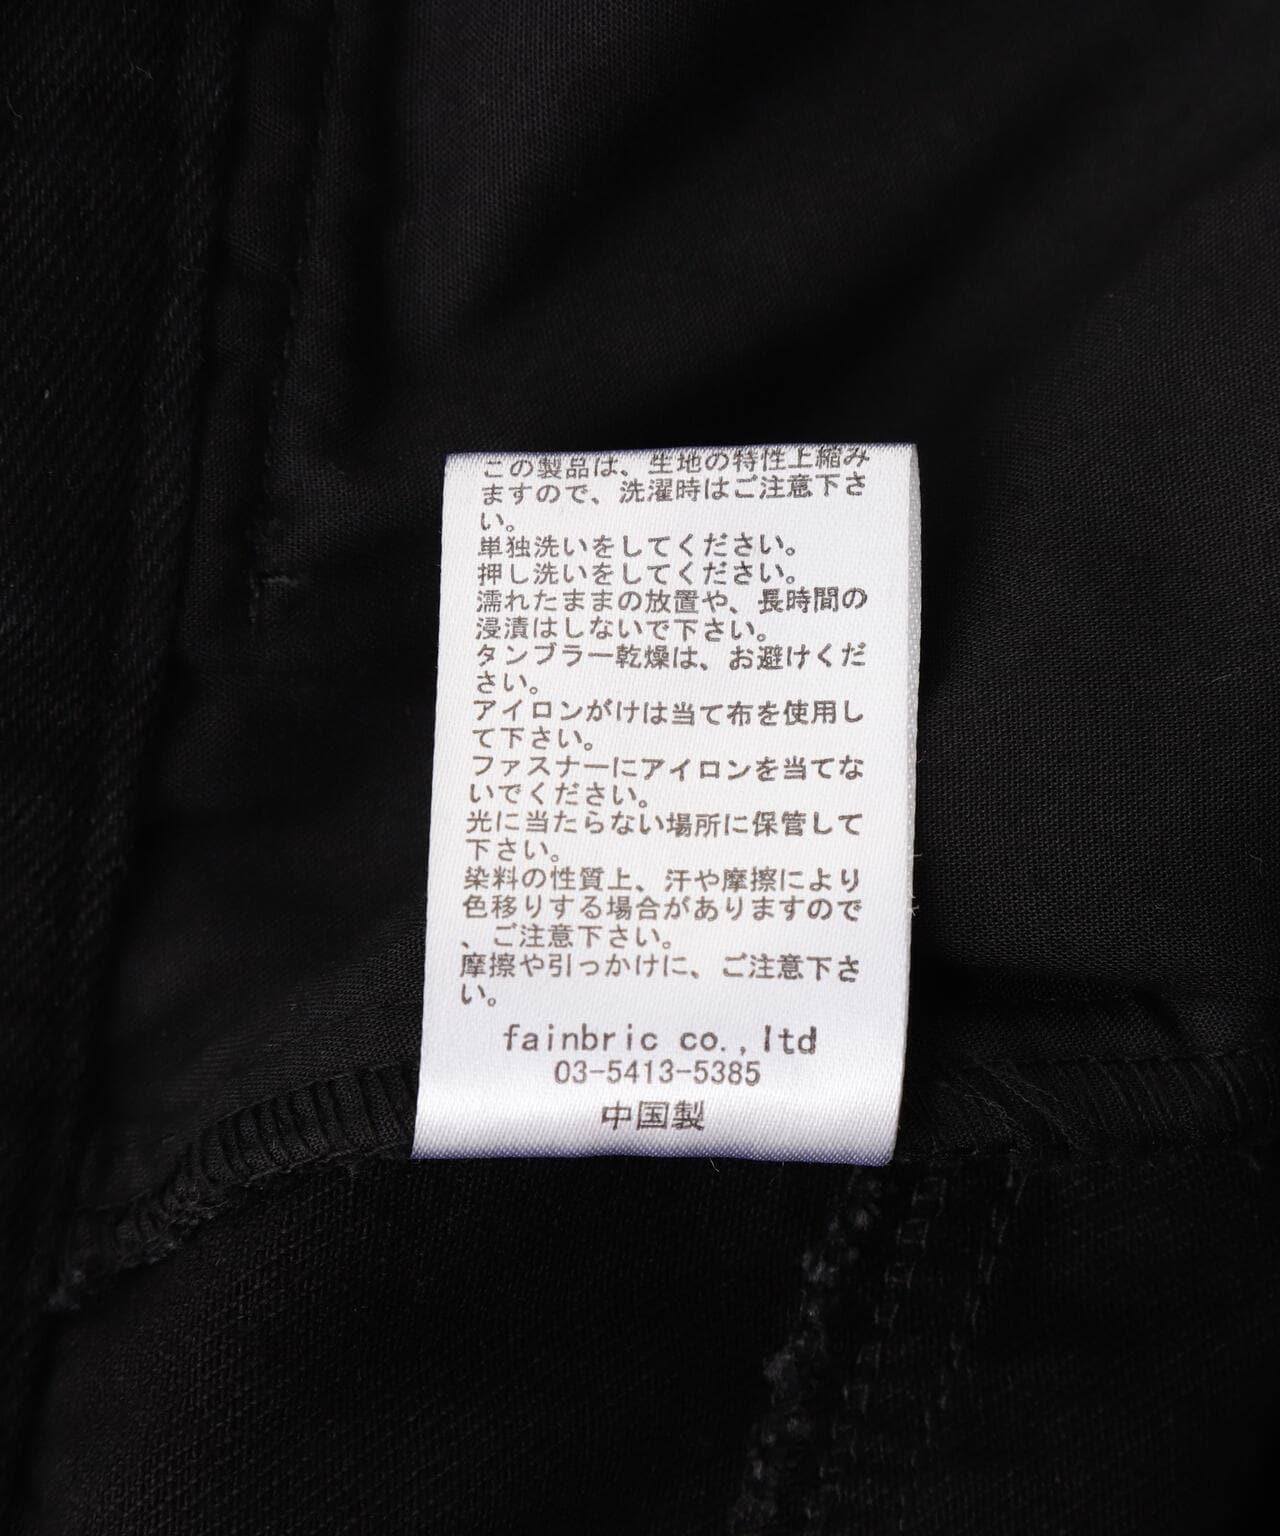 この製品は、生地の特性上縮み
ますので、洗濯時はご注意下さ
い。
単独洗いをしてください。
押し洗いをしてください。
濡れたままの放置や、長時間の
浸漬はしないで下さい。
タンブラー乾燥は、お避けくだ
さい。
アイロンがけは当て布を使用し
て下さい。
ファスナーにアイロンを当てな
いでください。
光に当たらない場所に保管して
下さい。
染料の性質上、汗や摩擦により
色移りする場合がありますので
、ご注意下さい。
摩擦や引っかけに、ご注意下さ
い。
fainbric co.,ltd
03-5413-5385
中国製